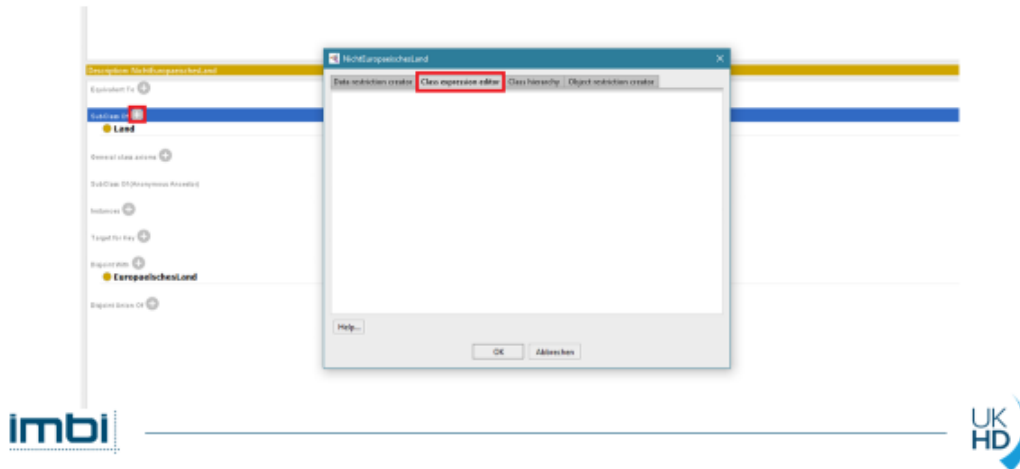 NichtEuropaeischesLand
Description: NichtEuropaeischesLand
Data restriction creator Class expression editor Class hierarchy Object restriction creator
Equivalent To
SubClass Of
Land
General class axioms
SubClass Of (Anonymous Ancestor)
Instances
Target for Key
Disjoint With
EuropaeischesLand
Disjoint Union Of
Help...
OK Abbrechen
imbi
UK
HD